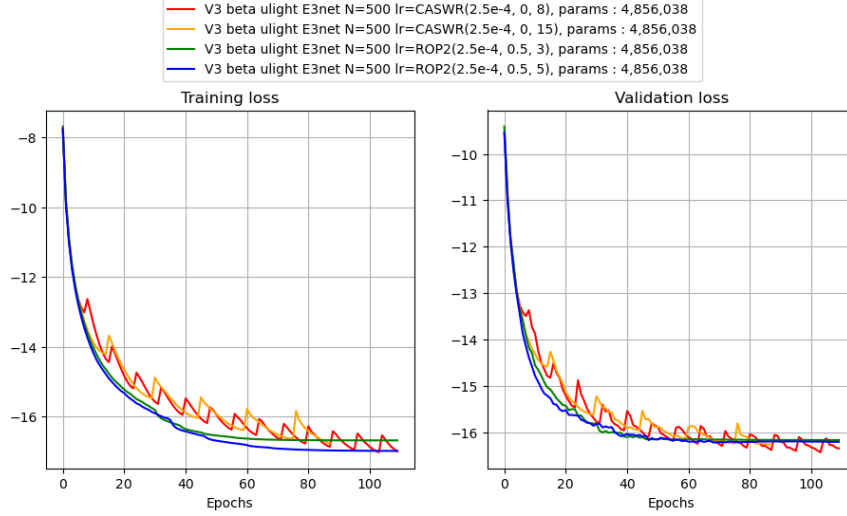 V3 beta ulight E3net N=500 lr=CASWR(2.5e-4, 0, 8), params : 4,856,038
V3 beta ulight E3net N=500 lr=CASWR(2.5e-4, 0, 15), params : 4,856,038
V3 beta ulight E3net N=500 lr=ROP2(2.5e-4, 0.5, 3), params : 4,856,038
V3 beta ulight E3net N=500 lr=ROP2(2.5e-4, 0.5, 5), params : 4,856,038
Training loss
−8
−10
−12
−14
−16
0 20 40 60 80 100
Epochs
Validation loss
−10
−11
−12
−13
−14
−15
−16
0 20 40 60 80 100
Epochs